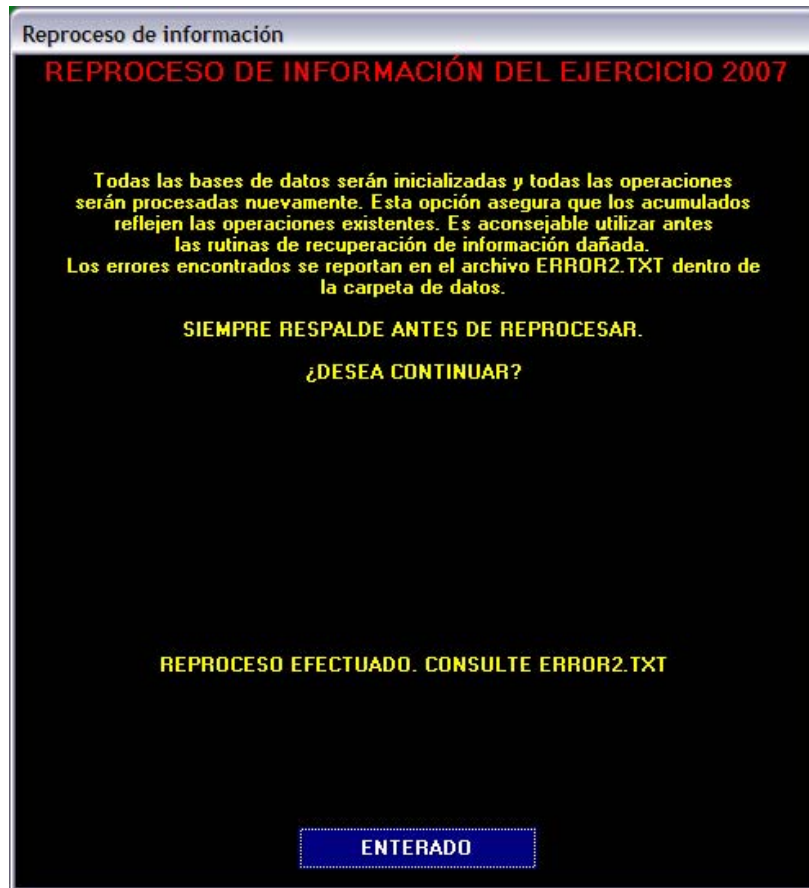 Reproceso de información
REPROCESO DE INFORMACIÓN DEL EJERCICIO 2007
Todas las bases de datos serán inicializadas y todas las operaciones
serán procesadas nuevamente. Esta opción asegura que los acumulados
reflejen las operaciones existentes. Es aconsejable utilizar antes
las rutinas de recuperación de información dañada.
Los errores encontrados se reportan en el archivo ERROR2.TXT dentro de
la carpeta de datos.
SIEMPRE RESPALDE ANTES DE REPROCESAR.
¿DESEA CONTINUAR?
REPROCESO EFECTUADO. CONSULTE ERROR2.TXT
ENTERADO